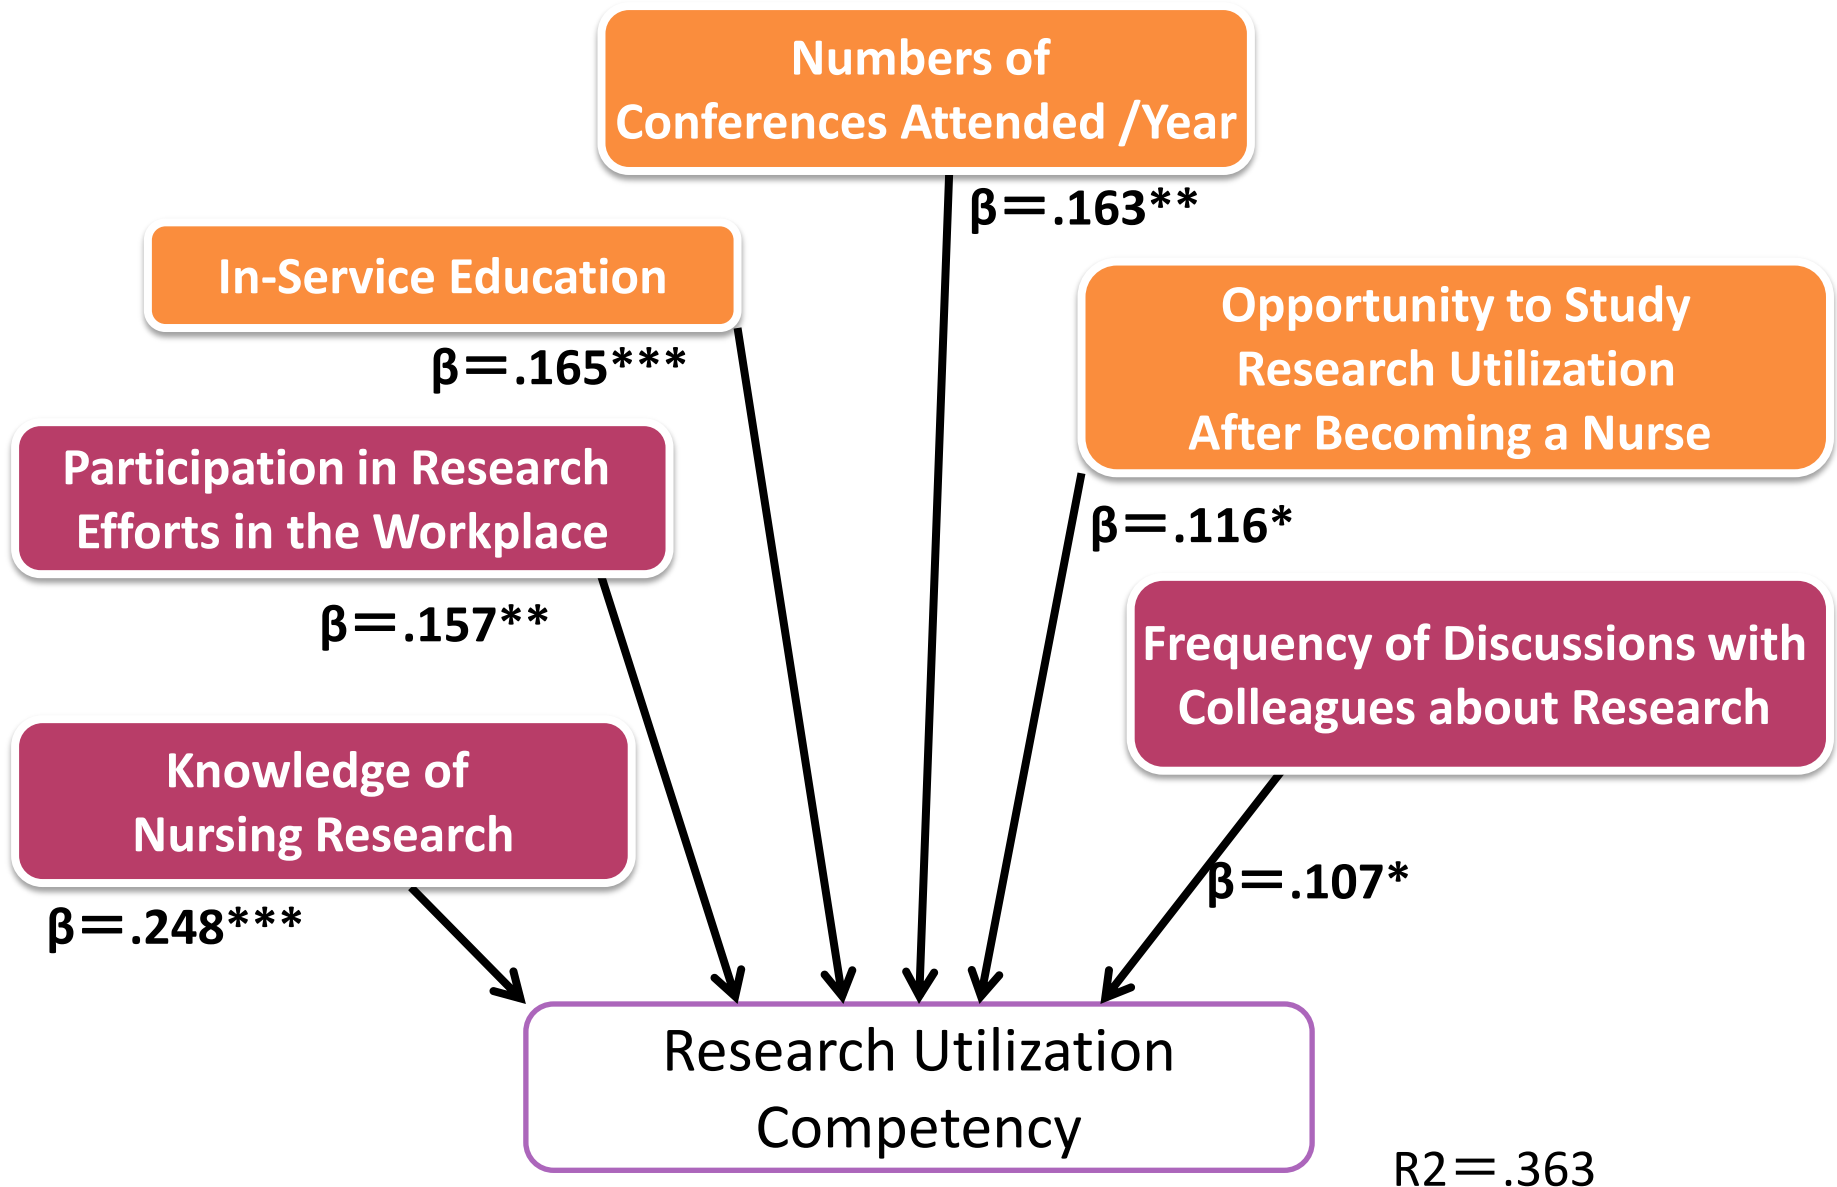 Numbers of
Conferences Attended /Year
β＝.163**
In-Service Education
β＝.165***
Opportunity to Study
Research Utilization
After Becoming a Nurse
β＝.116*
Participation in Research
Efforts in the Workplace
β＝.157**
Frequency of Discussions with
Colleagues about Research
β＝.107*
Knowledge of
Nursing Research
β＝.248***
Research Utilization
Competency
R2＝.363